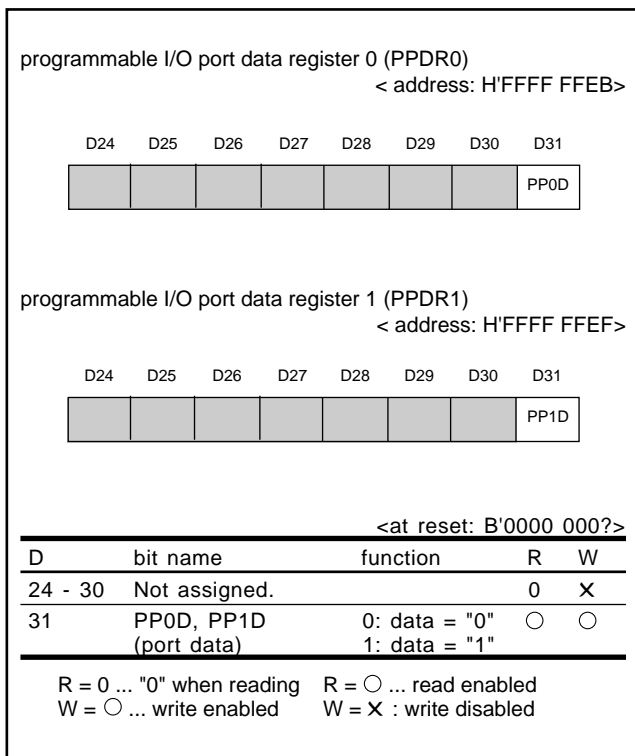 programmable I/O port data register 0 (PPDR0)
< address: H'FFFF FFEB>
D24 D25 D26 D27 D28 D29 D30 D31
PP0D
programmable I/O port data register 1 (PPDR1)
< address: H'FFFF FFEF>
D24 D25 D26 D27 D28 D29 D30 D31
PP1D
<at reset: B'0000 000?>
D bit name function R W
24 - 30 Not assigned. 0 ✕
31 PP0D, PP1D 0: data = "0" ○ ○
(port data) 1: data = "1"
R = 0 ... "0" when reading R = ○ ... read enabled
W = ○ ... write enabled W = ✕ : write disabled